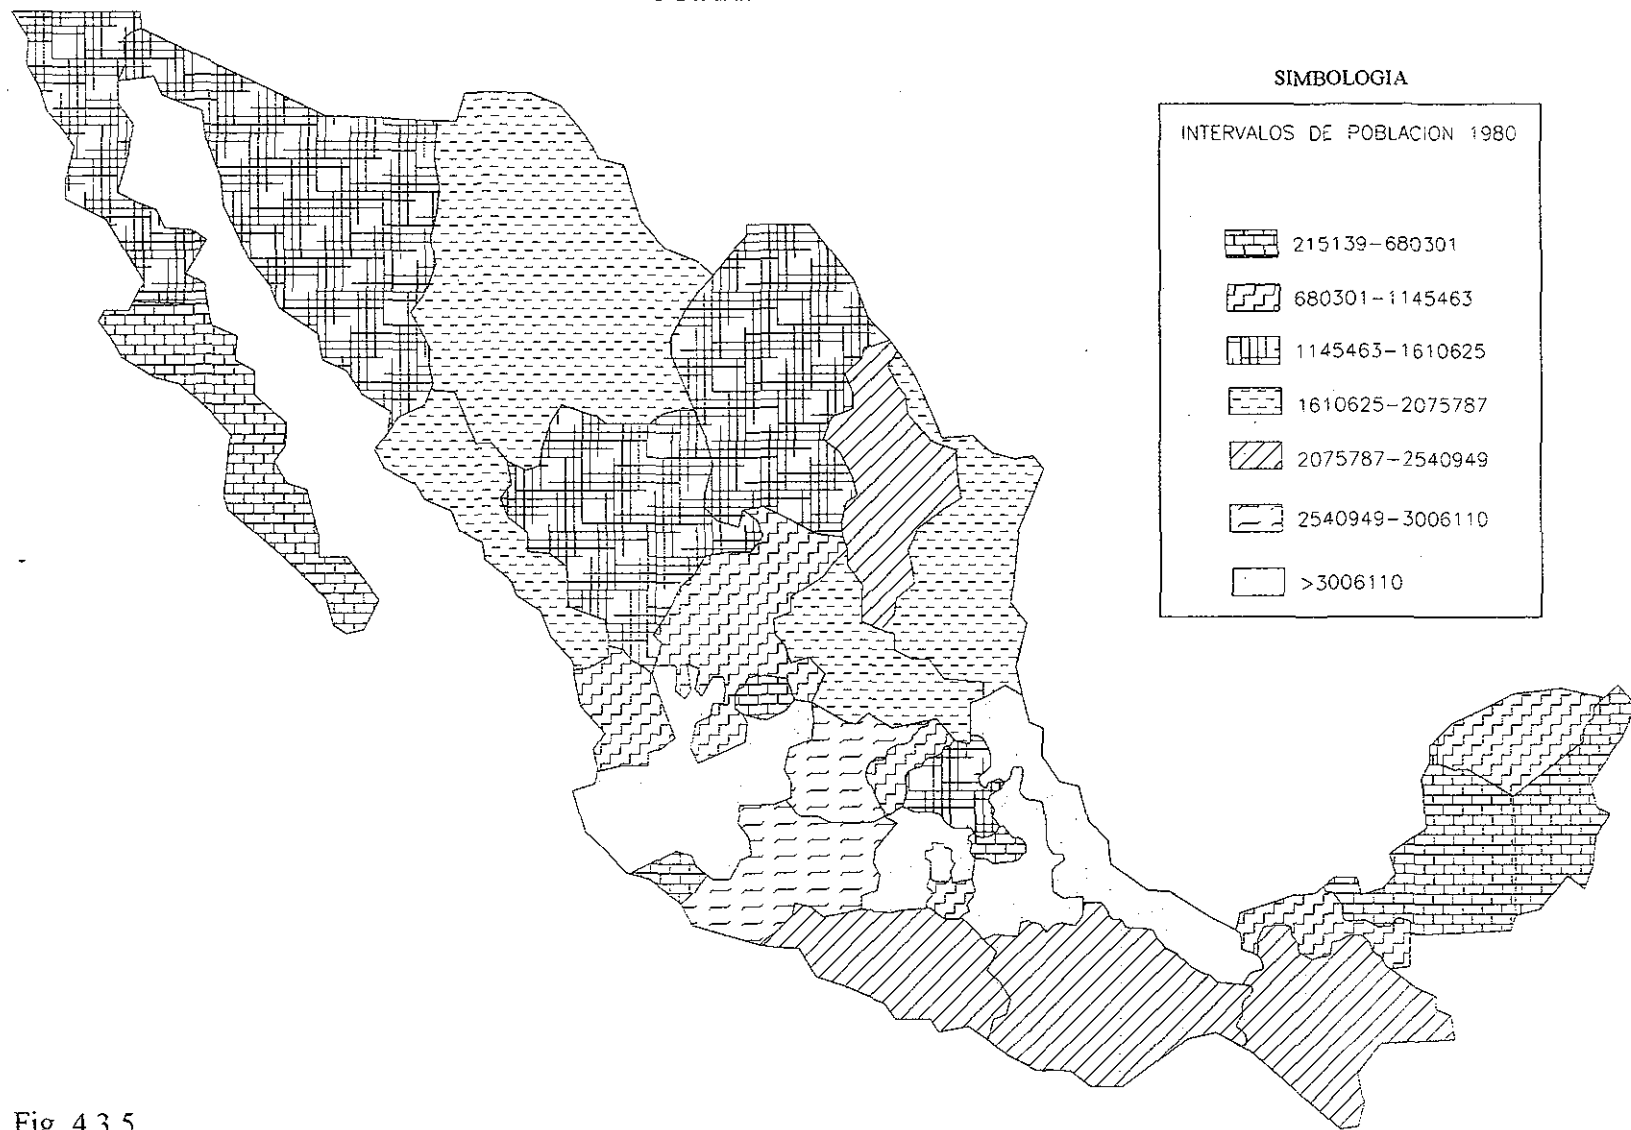 SIMBOLOGIA
INTERVALOS DE POBLACION 1980
215139-680301
680301-1145463
1145463-1610625
1610625-2075787
2075787-2540949
2540949-3006110
>3006110
Fig. 4.3.5